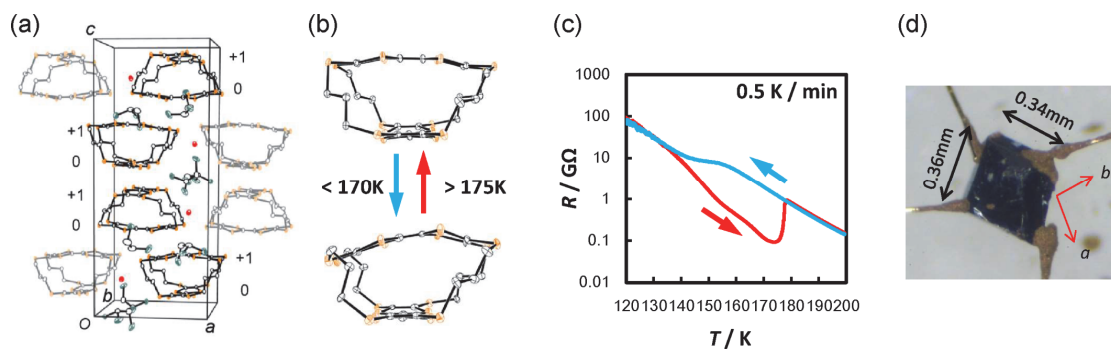 (a)
c
+1
0
+1
0
+1
0
+1
0
b
O
a
(b)
< 170K
> 175K
(c)
1000
100
10
1
0.1
0.01
R / GΩ
0.5 K / min
120 130 140 150 160 170 180 190 200
T / K
(d)
0.34mm
0.36mm
b
a